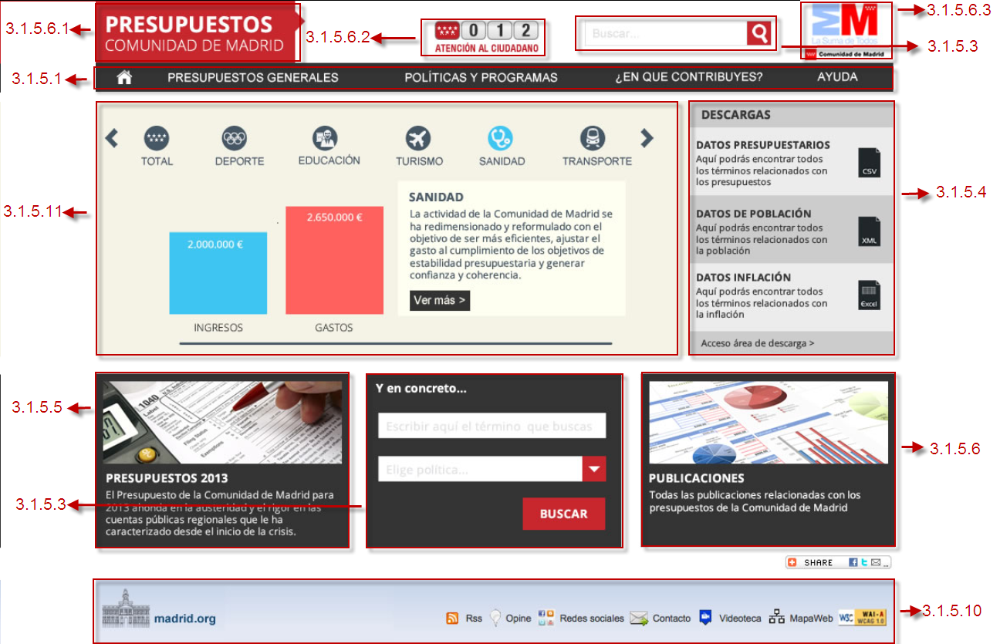 3.1.5.6.1
PRESUPUESTOS
COMUNIDAD DE MADRID
3.1.5.6.2
012
ATENCIÓN AL CIUDADANO
Buscar...
La Suma de Todos
Comunidad de Madrid
3.1.5.6.3
3.1.5.3
3.1.5.1
PRESUPUESTOS GENERALES
POLÍTICAS Y PROGRAMAS
¿EN QUE CONTRIBUYES?
AYUDA
3.1.5.11
TOTAL
DEPORTE
EDUCACIÓN
TURISMO
SANIDAD
TRANSPORTE
2.000.000 €
2.650.000 €
INGRESOS
GASTOS
SANIDAD
La actividad de la Comunidad de Madrid se
ha redimensionado y reformulado con el
objetivo de ser más eficientes, ajustar el
gasto al cumplimiento de los objetivos de
estabilidad presupuestaria y generar
confianza y coherencia.
Ver más >
DESCARGAS
DATOS PRESUPUESTARIOS
Aquí podrás encontrar todos
los términos relacionados con
los presupuestos
CSV
DATOS DE POBLACIÓN
Aquí podrás encontrar todos
los términos relacionados con
la población
XML
DATOS INFLACIÓN
Aquí podrás encontrar todos
los términos relacionados con
la inflación
Excel
Acceso área de descarga >
3.1.5.4
3.1.5.5
1040
Label
Filing Status
Exemptions
PRESUPUESTOS 2013
El Presupuesto de la Comunidad de Madrid para
2013 ahonda en la austeridad y el rigor en las
cuentas públicas regionales que le ha
caracterizado desde el inicio de la crisis.
3.1.5.3
Y en concreto...
Escribir aquí el término que buscas
Elige política...
BUSCAR
PUBLICACIONES
Todas las publicaciones relacionadas con los
presupuestos de la Comunidad de Madrid
3.1.5.6
SHARE
...
madrid.org
Rss
Opine
Redes sociales
Contacto
Videoteca
MapaWeb
W3C WAI-A
WCAG 1.0
3.1.5.10